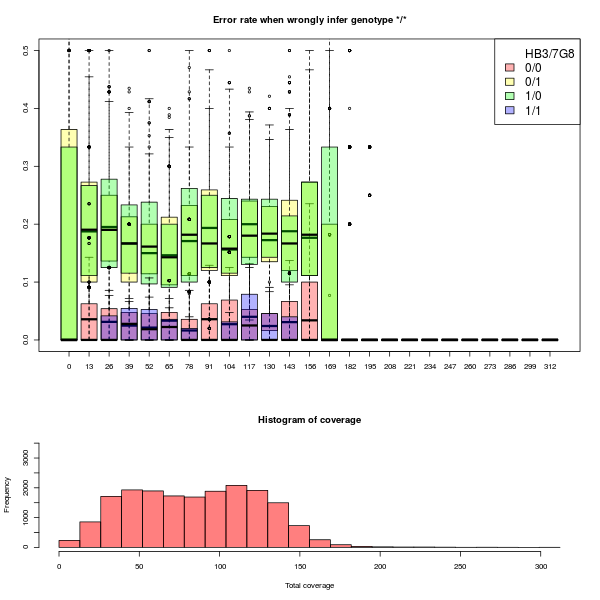 Error rate when wrongly infer genotype */*
HB3/7G8
0/0
0/1
1/0
1/1
0.5
0.4
0.3
0.2
0.1
0.0
0 13 26 39 52 65 78 91 104 117 130 143 156 169 182 195 208 221 234 247 260 273 286 299 312
Histogram of coverage
Frequency
3000
2000
1000
0
0 50 100 150 200 250 300
Total coverage